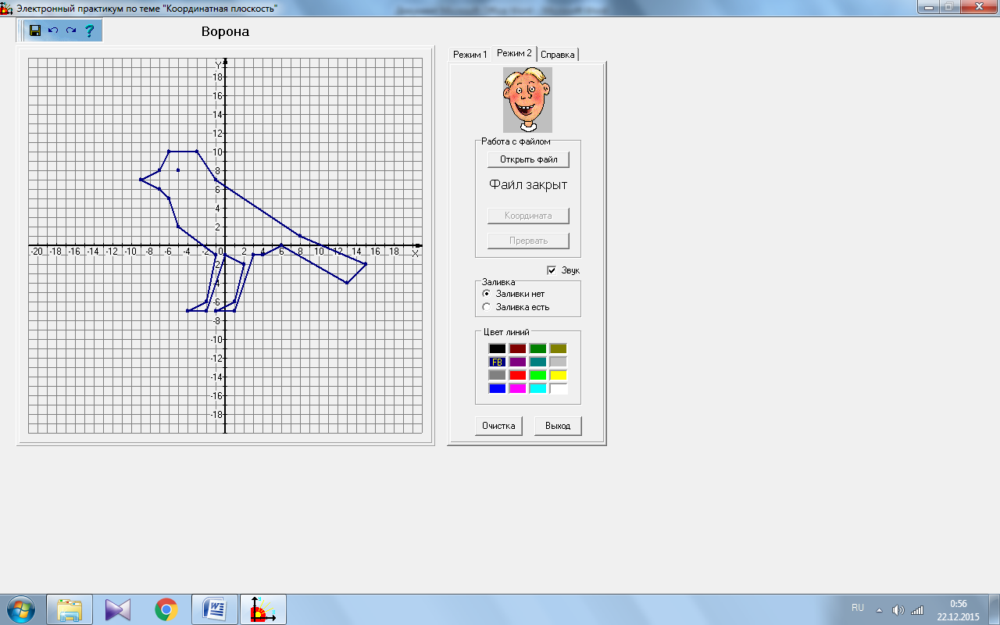 Электронный практикум по теме "Координатная плоскость"
Ворона
Режим 1 Режим 2 Справка
Y
18
16
14
12
10
8
6
4
2
-20 -18 -16 -14 -12 -10 -8 -6 -4 -2 0 2 4 6 8 10 12 14 16 18 X
-2
-4
-6
-8
-10
-12
-14
-16
-18
Работа с файлом
Открыть файл
Файл закрыт
Координата
Прервать
Звук
Заливка
Заливки нет
Заливка есть
Цвет линий
FB
Очистка Выход
RU
0:56
22.12.2015